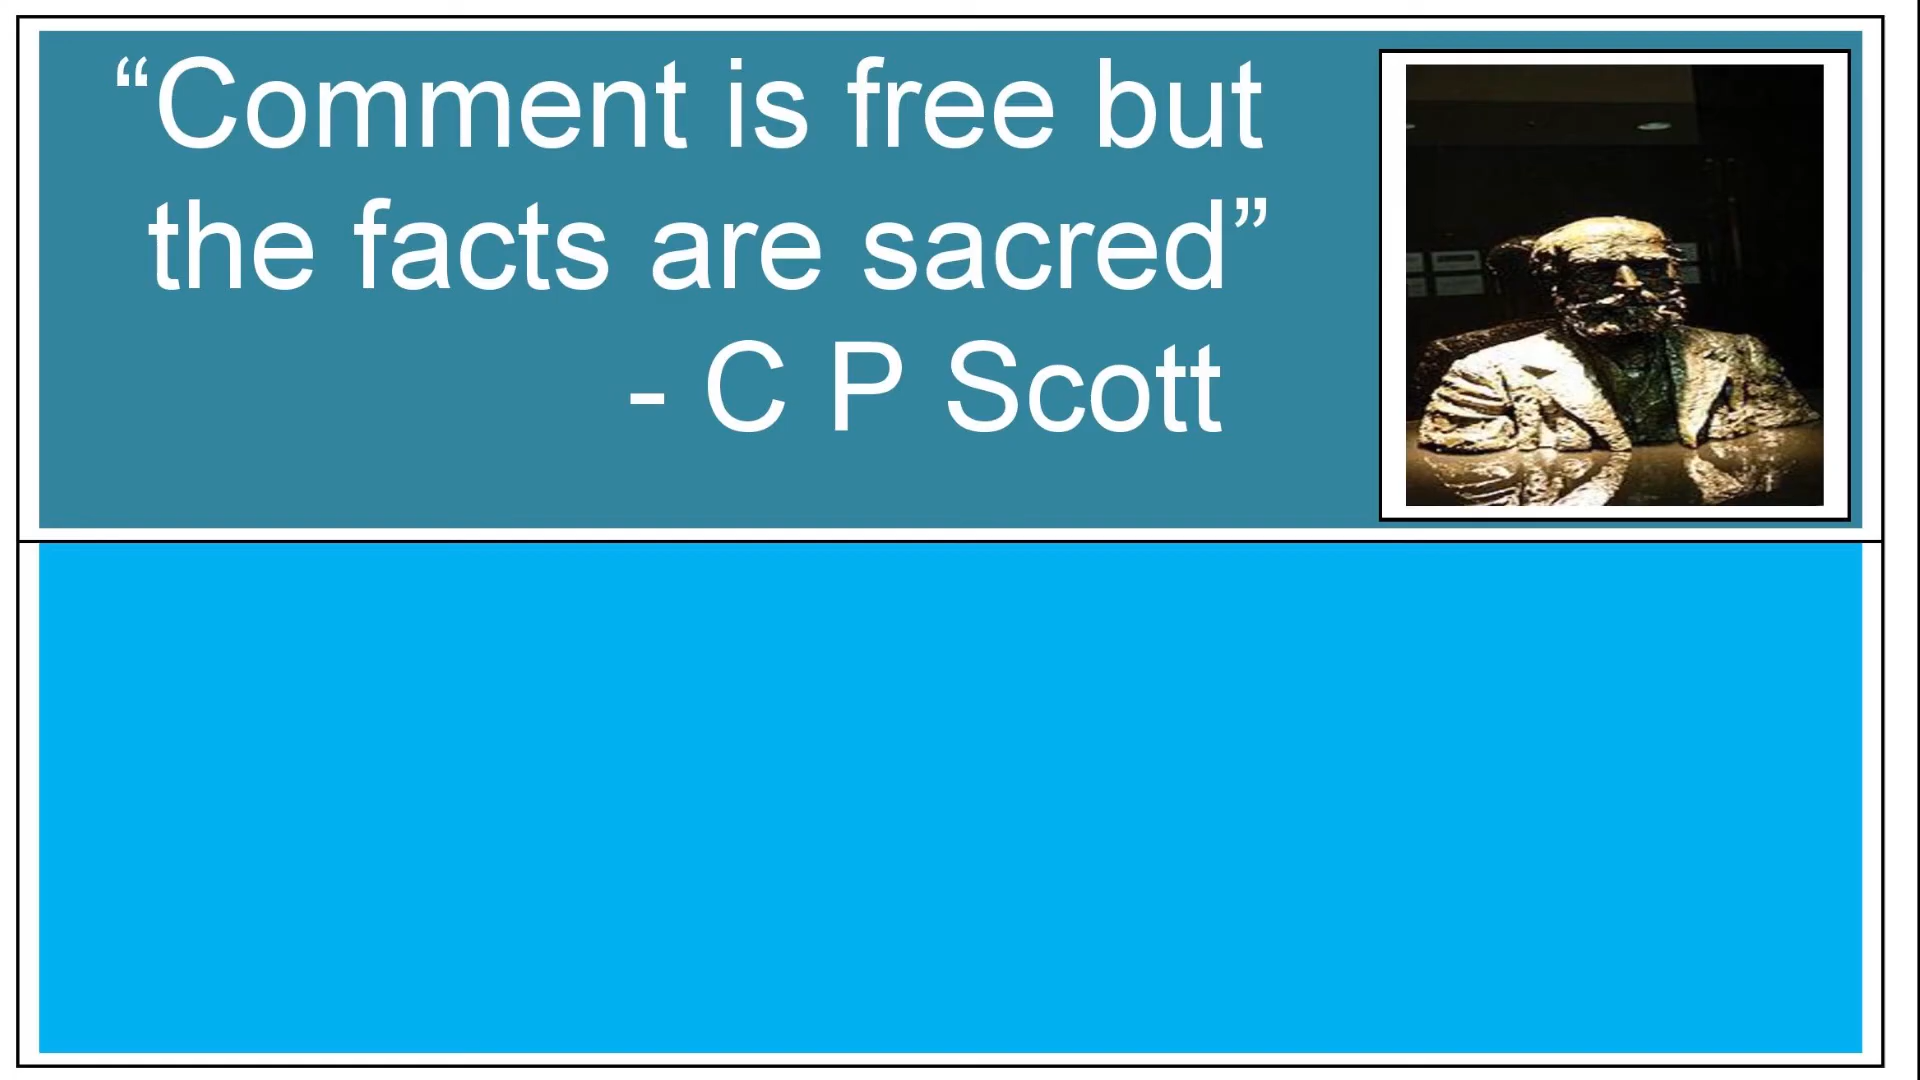 “Comment is free but
the facts are sacred”
- C P Scott